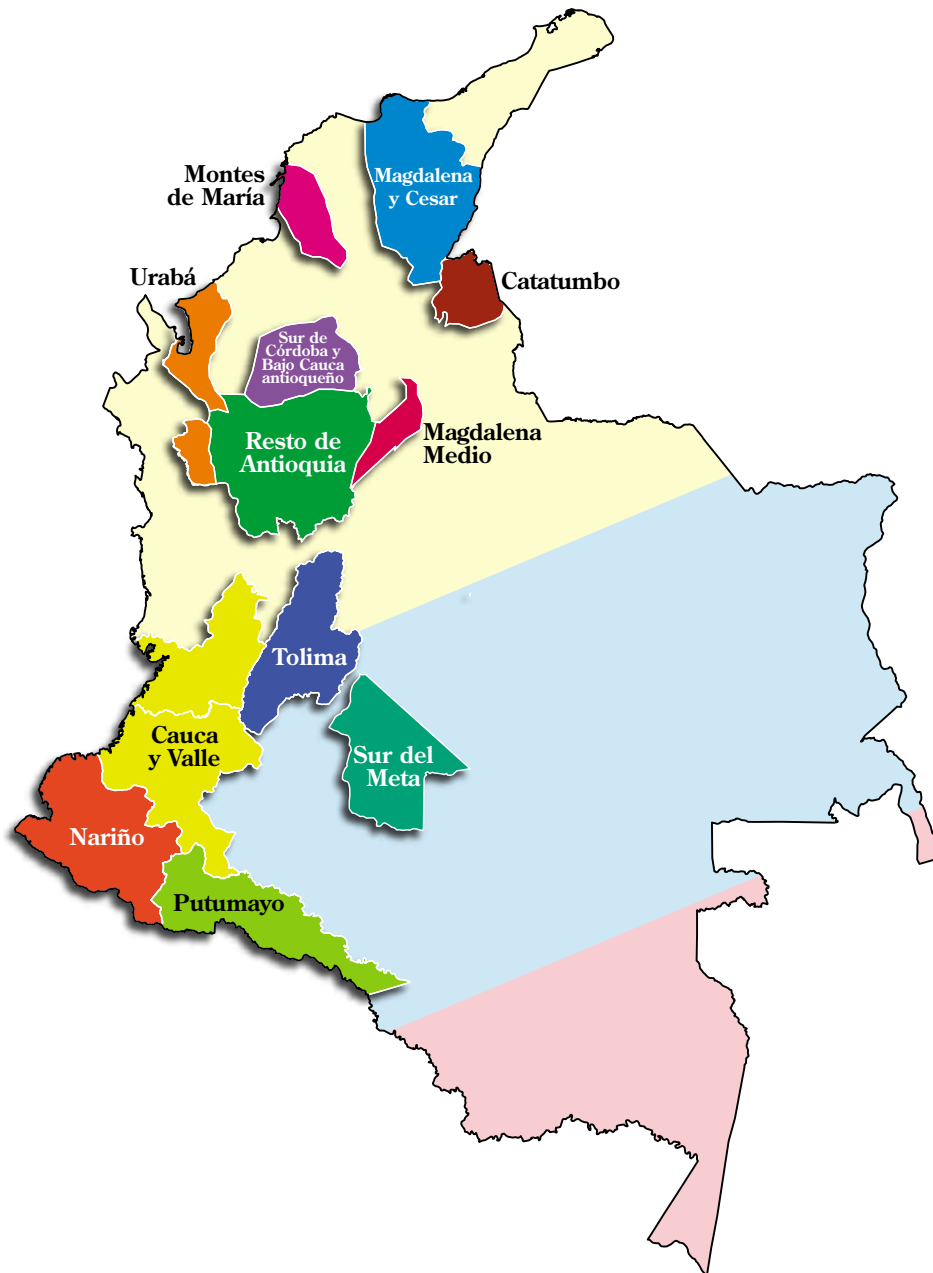 Montes
de María
Magdalena
y Cesar
Urabá
Catatumbo
Sur de
Córdoba y
Bajo Cauca
antioqueño
Resto de
Antioquia
Magdalena
Medio
Tolima
Cauca
y Valle
Sur del
Meta
Nariño
Putumayo